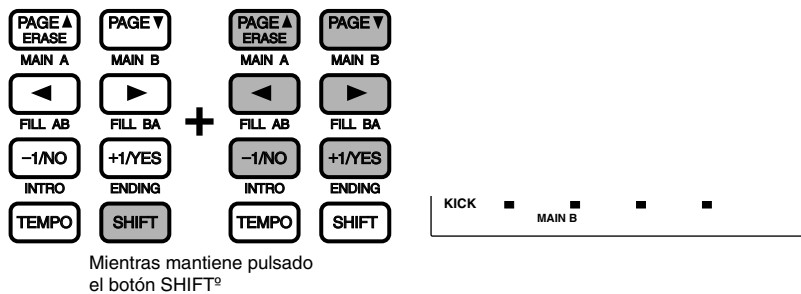 PAGE▲ PAGE▼ PAGE▲ PAGE▼
ERASE ERASE
MAIN A MAIN B MAIN A MAIN B
◄ ► + ◄ ►
FILL AB FILL BA FILL AB FILL BA
−1/NO +1/YES −1/NO +1/YES
INTRO ENDING INTRO ENDING
TEMPO SHIFT TEMPO SHIFT
Mientras mantiene pulsado
el botón SHIFTº
KICK
MAIN B